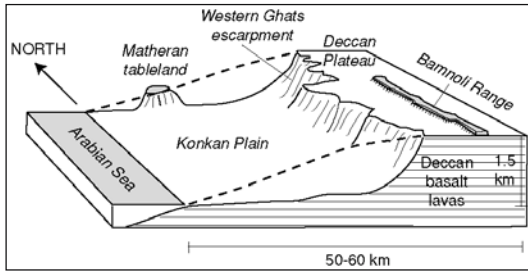 Western Ghats
escarpment
NORTH
Matheran
tableland
Deccan
Plateau
Bamnoli Range
Arabian Sea
Konkan Plain
Deccan
basalt
lavas
1.5
km
50-60 km